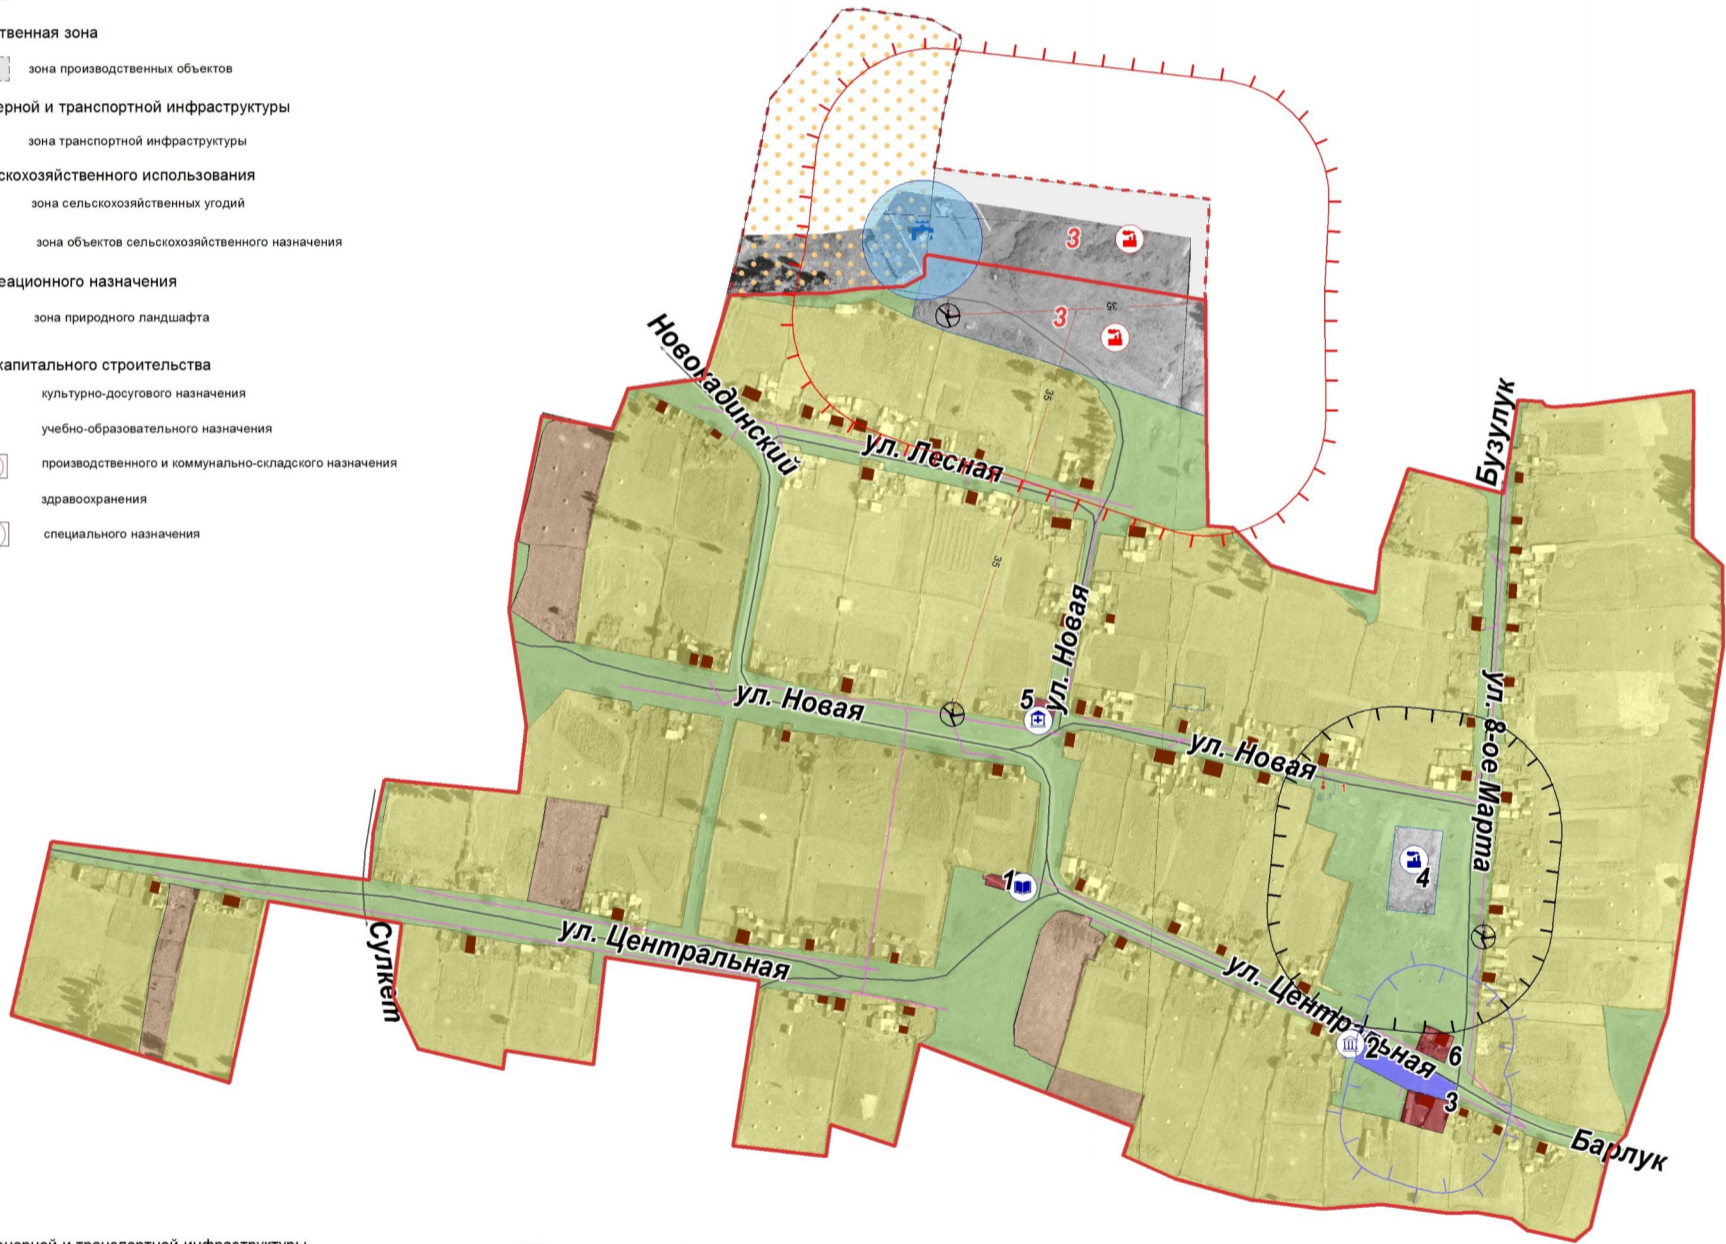 твенная зона
зона производственных объектов
ерной и транспортной инфраструктуры
зона транспортной инфраструктуры
скохозяйственного использования
зона сельскохозяйственных угодий
зона объектов сельскохозяйственного назначения
еационного назначения
зона природного ландшафта
капитального строительства
культурно-досугового назначения
учебно-образовательного назначения
производственного и коммунально-складского назначения
здравоохранения
специального назначения
3
3
35
35
35
Новокадинский
ул. Лесная
Бузулук
ул. Новая
ул. Новая
5
ул. Новая
1
ул. 8-ое Марта
4
1
Сулкет
ул. Центральная
ул. Центральная
2
6
3
Барлук